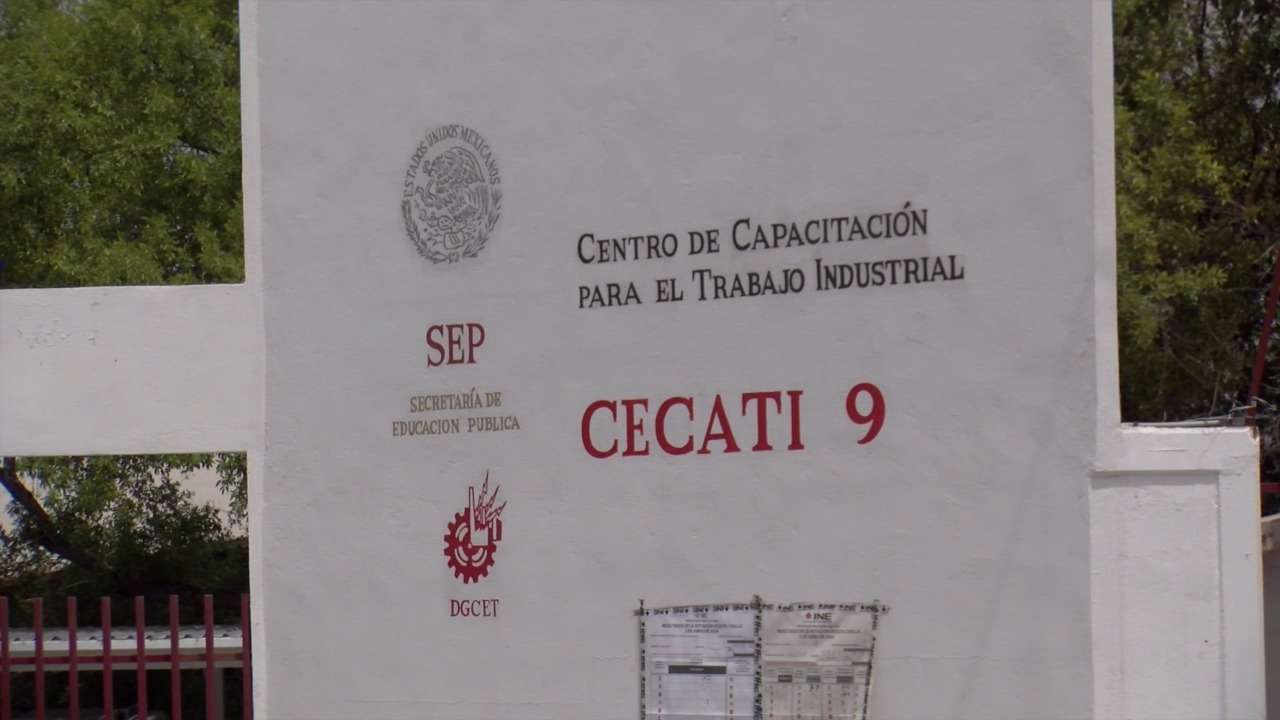 ESTADOS UNIDOS MEXICANOS
CENTRO DE CAPACITACIÓN
PARA EL TRABAJO INDUSTRIAL
SEP
SECRETARÍA DE
EDUCACION PUBLICA
CECATI 9
DGCET
INE
INE